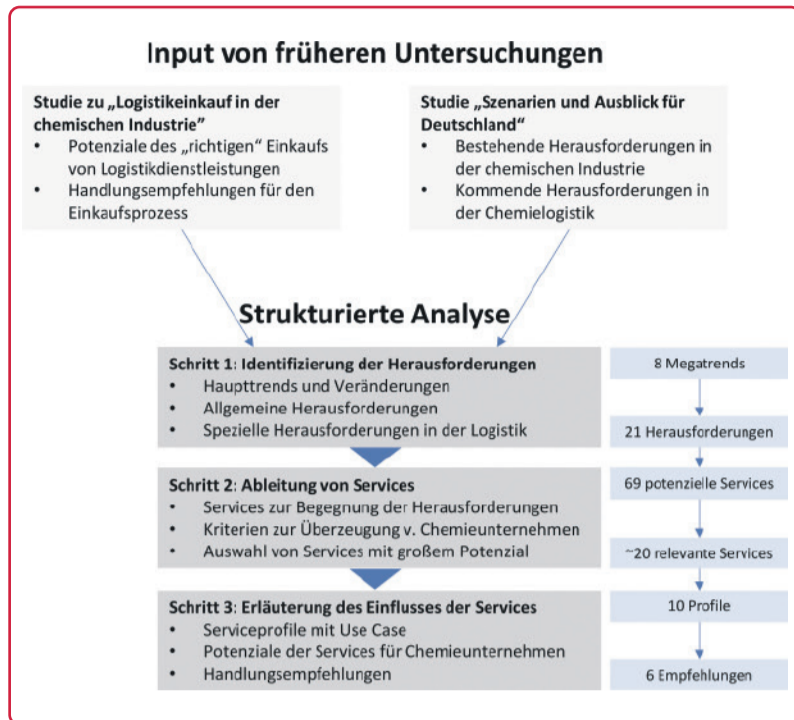 Input von früheren Untersuchungen
Studie zu „Logistikeinkauf in der
chemischen Industrie”
• Potenziale des „richtigen” Einkaufs
von Logistikdienstleistungen
• Handlungsempfehlungen für den
Einkaufsprozess
Studie „Szenarien und Ausblick für
Deutschland“
• Bestehende Herausforderungen in
der chemischen Industrie
• Kommende Herausforderungen in
der Chemielogistik
Strukturierte Analyse
Schritt 1: Identifizierung der Herausforderungen
• Haupttrends und Veränderungen
• Allgemeine Herausforderungen
• Spezielle Herausforderungen in der Logistik
8 Megatrends
21 Herausforderungen
Schritt 2: Ableitung von Services
• Services zur Begegnung der Herausforderungen
• Kriterien zur Überzeugung v. Chemieunternehmen
• Auswahl von Services mit großem Potenzial
69 potenzielle Services
~20 relevante Services
Schritt 3: Erläuterung des Einflusses der Services
• Serviceprofile mit Use Case
• Potenziale der Services für Chemieunternehmen
• Handlungsempfehlungen
10 Profile
6 Empfehlungen